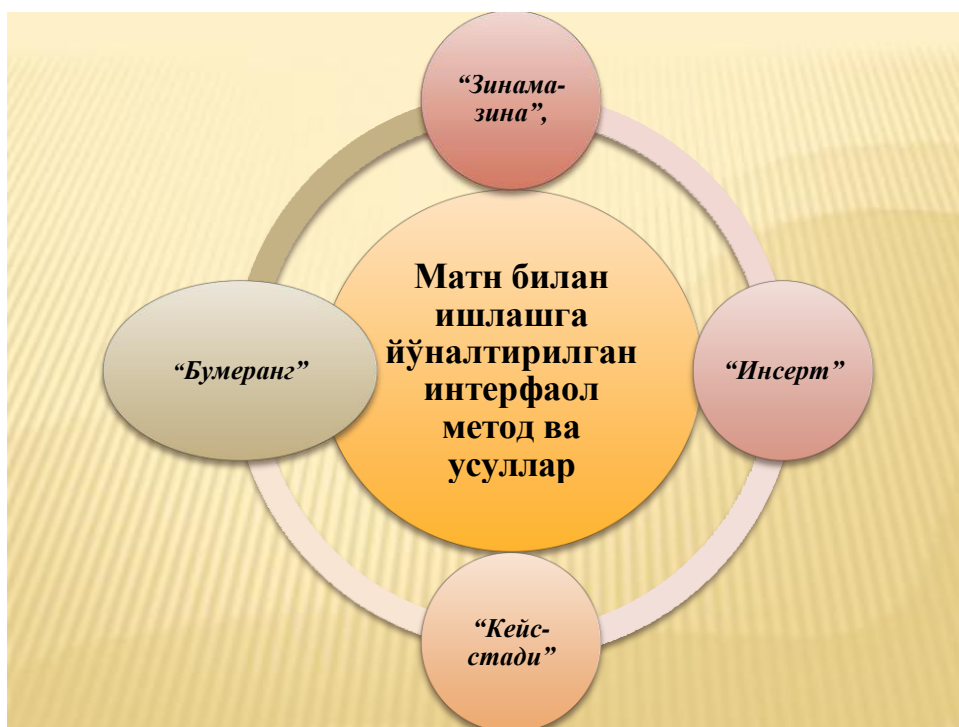 “Зинама-
зина”,
Матн билан
ишлашга
йўналтирилган
интерфаол
метод ва
усуллар
“Бумеранг”
“Инсерт”
“Кейс-
стади”